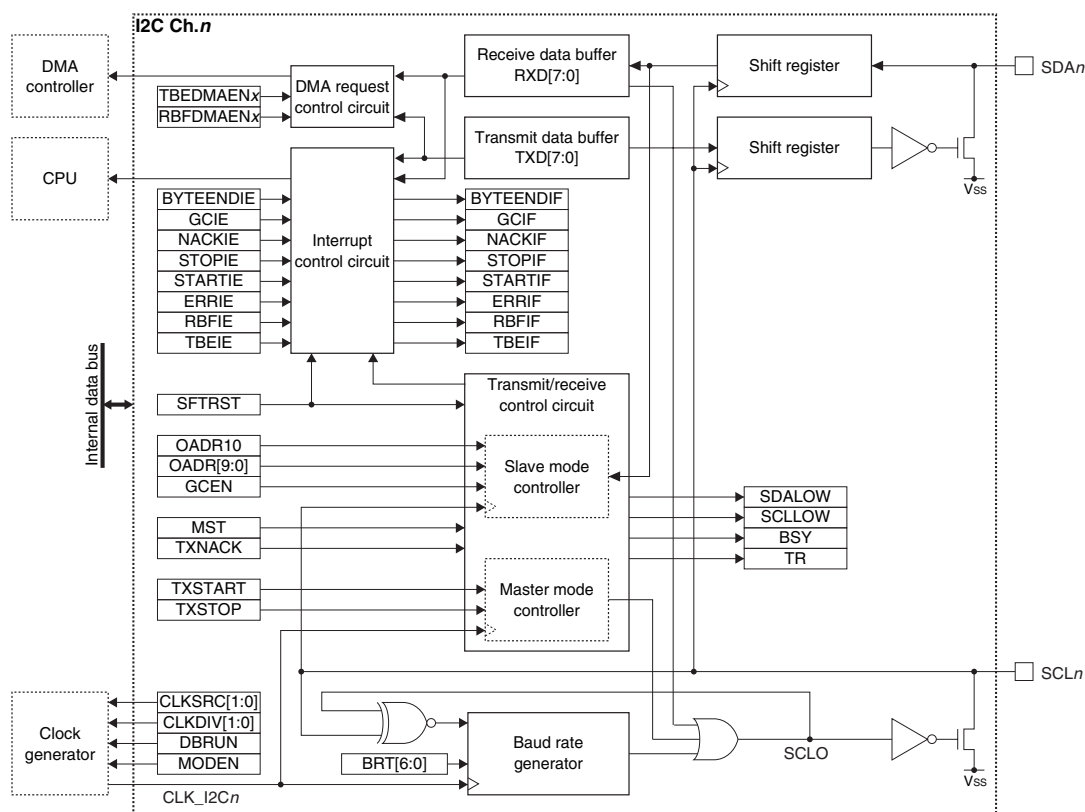 I2C Ch.n
DMA
controller
TBEDMAENx
RBFDMAENx
DMA request
control circuit
Receive data buffer
RXD[7:0]
Shift register
SDAn
Transmit data buffer
TXD[7:0]
Shift register
VSS
CPU
BYTEENDIE
GCIE
NACKIE
STOPIE
STARTIE
ERRIE
RBFIE
TBEIE
Interrupt
control circuit
BYTEENDIF
GCIF
NACKIF
STOPIF
STARTIF
ERRIF
RBFIF
TBEIF
Internal data bus
SFTRST
Transmit/receive
control circuit
OADR10
OADR[9:0]
GCEN
Slave mode
controller
MST
TXNACK
SDALOW
SCLLOW
BSY
TR
TXSTART
TXSTOP
Master mode
controller
SCLn
Clock
generator
CLKSRC[1:0]
CLKDIV[1:0]
DBRUN
MODEN
CLK_I2Cn
BRT[6:0]
Baud rate
generator
SCLO
VSS